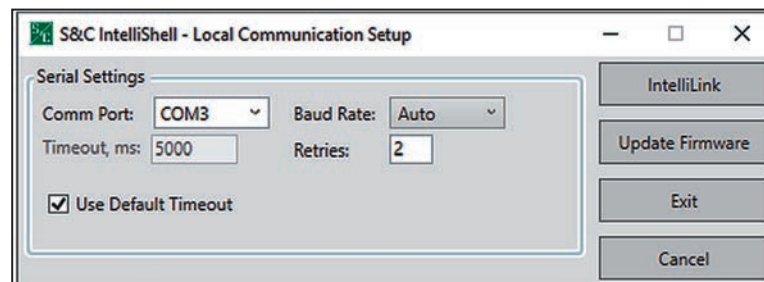 S&C IntelliShell - Local Communication Setup
Serial Settings
Comm Port: COM3 Baud Rate: Auto
Timeout, ms: 5000 Retries: 2
Use Default Timeout
IntelliLink
Update Firmware
Exit
Cancel